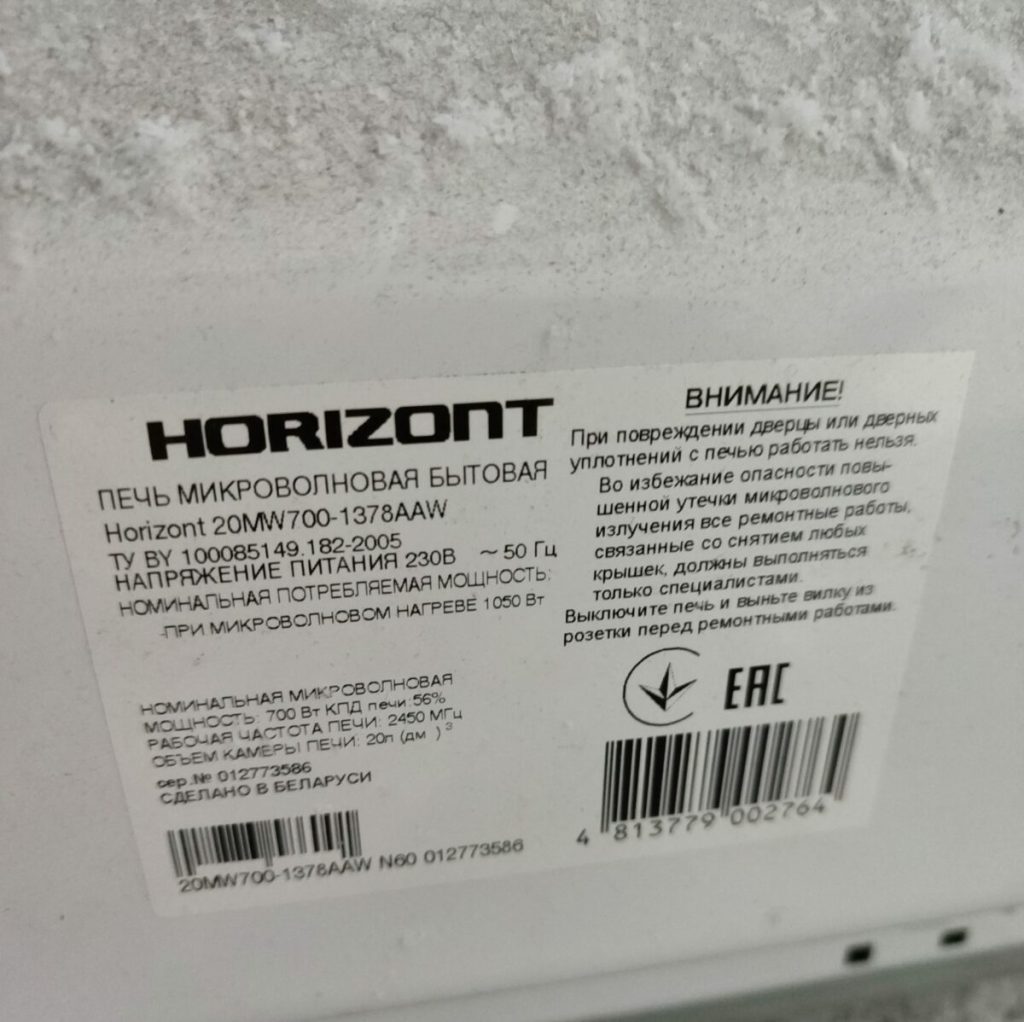 HORIZONT
ПЕЧЬ МИКРОВОЛНОВАЯ БЫТОВАЯ
Horizont 20MW700-1378AAW
ТУ BY 100085149.182-2005
НАПРЯЖЕНИЕ ПИТАНИЯ 230В ~ 50 Гц
НОМИНАЛЬНАЯ ПОТРЕБЛЯЕМАЯ МОЩНОСТЬ:
-ПРИ МИКРОВОЛНОВОМ НАГРЕВЕ 1050 Вт
НОМИНАЛЬНАЯ МИКРОВОЛНОВАЯ
МОЩНОСТЬ: 700 Вт КПД печи:56%
РАБОЧАЯ ЧАСТОТА ПЕЧИ: 2450 МГц
ОБЪЕМ КАМЕРЫ ПЕЧИ: 20л (дм )³
сер.№ 012773586
СДЕЛАНО В БЕЛАРУСИ
20MW700-1378AAW N60 012773586
ВНИМАНИЕ!
При повреждении дверцы или дверных
уплотнений с печью работать нельзя.
Во избежание опасности повы-
шенной утечки микроволнового
излучения все ремонтные работы,
связанные со снятием любых
крышек, должны выполняться
только специалистами.
Выключите печь и выньте вилку из
розетки перед ремонтными работами.
EAC
4 813779 002764